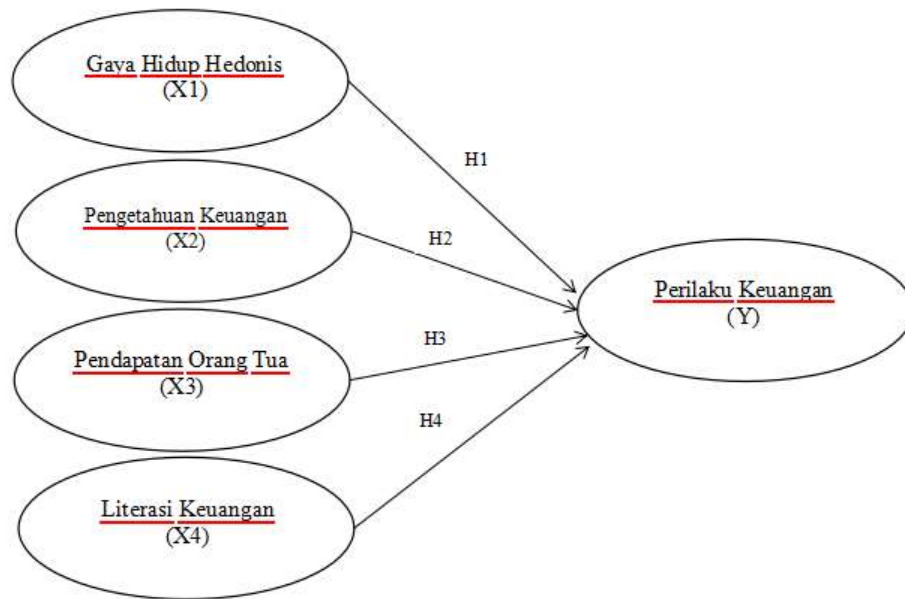 Gaya Hidup Hedonis
(X1)
H1
Pengetahuan Keuangan
(X2)
H2
Perilaku Keuangan
(Y)
Pendapatan Orang Tua
(X3)
H3
H4
Literasi Keuangan
(X4)